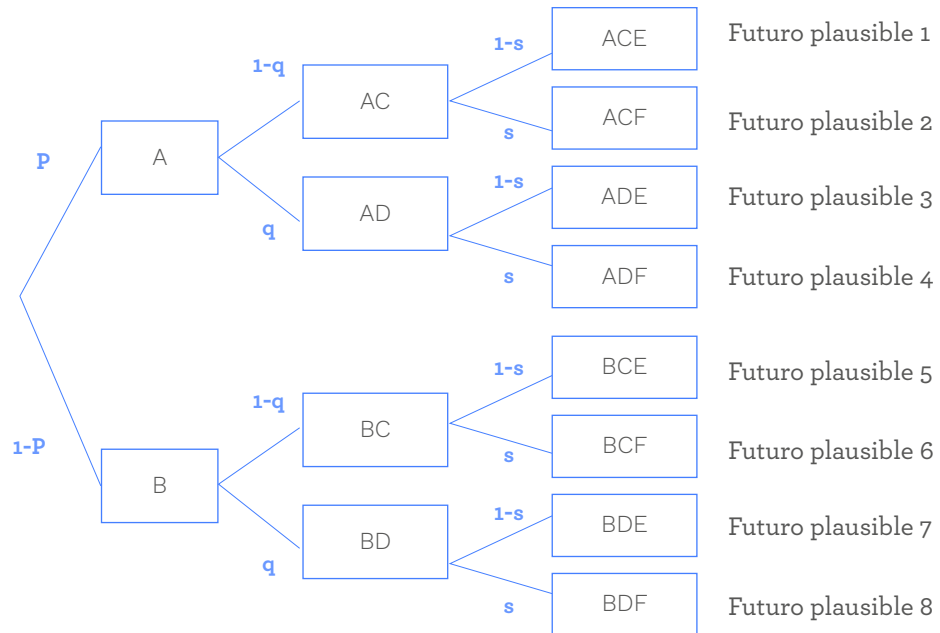 1-s
ACE
Futuro plausible 1
1-q
AC
ACF
Futuro plausible 2
s
P
A
1-s
ADE
Futuro plausible 3
q
AD
s
ADF
Futuro plausible 4
1-s
BCE
Futuro plausible 5
1-q
BC
1-P
s
BCF
Futuro plausible 6
B
1-s
BDE
Futuro plausible 7
q
BD
s
BDF
Futuro plausible 8